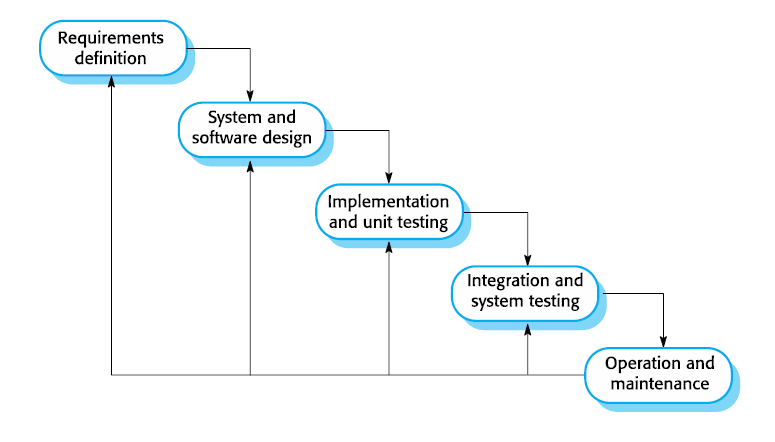 Requirements
definition
System and
software design
Implementation
and unit testing
Integration and
system testing
Operation and
maintenance